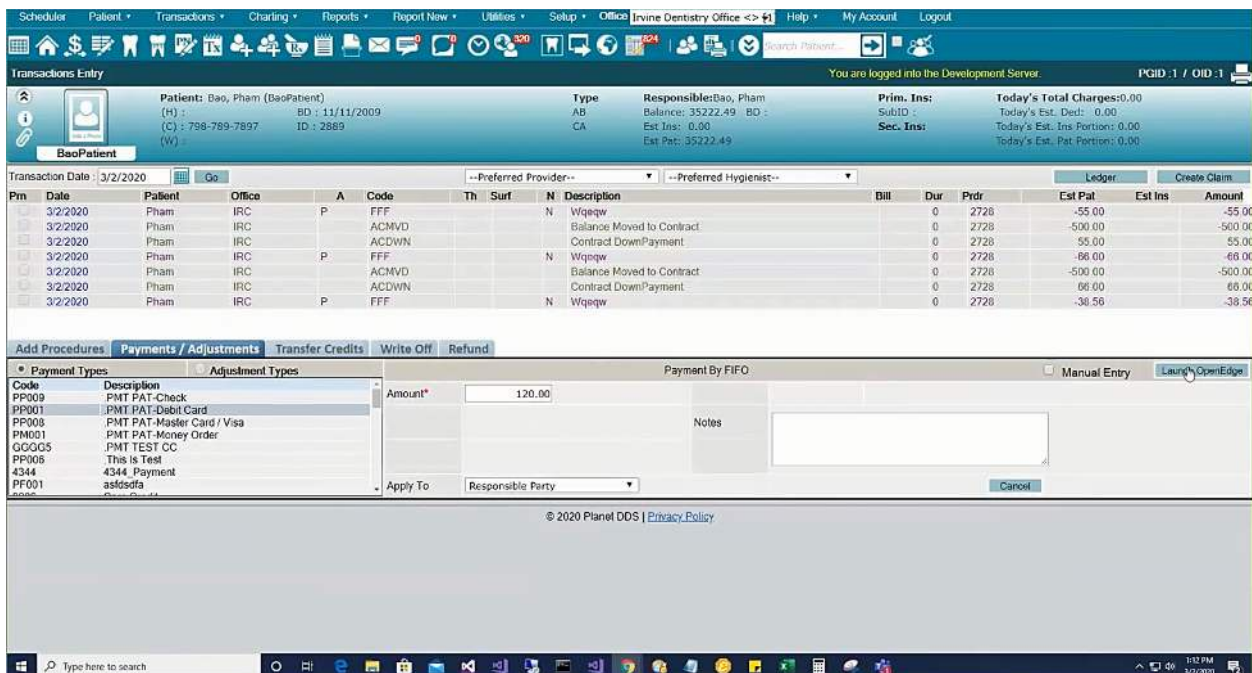 Scheduler Patient Transactions Charting Reports Report New Utilities Setup Office Irvine Dentistry Office <> Help My Account Logout
320 824 Search Patient...
Transactions Entry You are logged into the Development Server. PGID :1 / OID :1
Patient: Bao, Pham (BaoPatient) Type Responsible:Bao, Pham Prim. Ins: Today's Total Charges:0.00
(H) : BD : 11/11/2009 AB Balance: 35222.49 BD : SubID : Today's Est. Ded: 0.00
(C) : 798-789-7897 ID : 2889 CA Est Ins: 0.00 Sec. Ins: Today's Est. Ins Portion: 0.00
(W) : Est Pat: 35222.49 Today's Est. Pat Portion: 0.00
BaoPatient
Transaction Date : 3/2/2020 Go --Preferred Provider-- --Preferred Hygienist-- Ledger Create Claim
Prn Date Patient Office A Code Th Surf N Description Bill Dur Prdr Est Pat Est Ins Amount
3/2/2020 Pham IRC P FFF N Wqeqw 0 2728 -55.00 -55.00
3/2/2020 Pham IRC ACMVD Balance Moved to Contract 0 2728 -500.00 -500.00
3/2/2020 Pham IRC ACDWN Contract DownPayment 0 2728 55.00 55.00
3/2/2020 Pham IRC P FFF N Wqeqw 0 2728 -66.00 -66.00
3/2/2020 Pham IRC ACMVD Balance Moved to Contract 0 2728 -500.00 -500.00
3/2/2020 Pham IRC ACDWN Contract DownPayment 0 2728 66.00 66.00
3/2/2020 Pham IRC P FFF N Wqeqw 0 2728 -38.56 -38.56
Add Procedures Payments / Adjustments Transfer Credits Write Off Refund
Payment Types Adjustment Types Payment By FIFO Manual Entry Launch OpenEdge
Code Description
PP009 .PMT PAT-Check
Amount* 120.00
PP001 .PMT PAT-Debit Card
PP008 .PMT PAT-Master Card / Visa Notes
PM001 .PMT PAT-Money Order
GGGG5 .PMT TEST CC
PP006 .This Is Test
4344 4344_Payment
PF001 asfdsdfa
Apply To Responsible Party Cancel
© 2020 Planet DDS | Privacy Policy
Type here to search 1:12 PM
3/2/2020